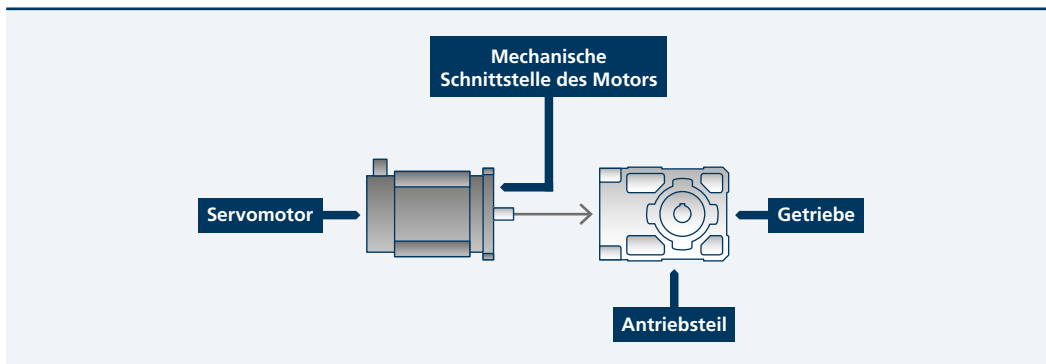 Mechanische
Schnittstelle des Motors
Servomotor
Getriebe
Antriebsteil